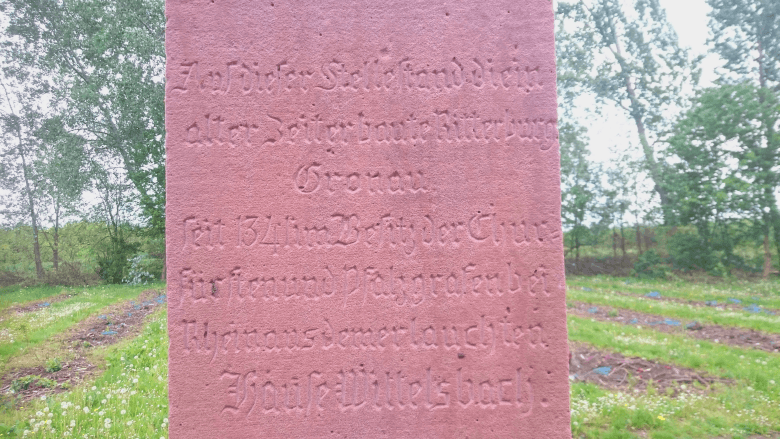 Auf dieser Stelle stand die in
alter Zeit erbaute Ritterburg
Gronau.
seit 1341 im Besitz der Chur-
fürsten und Pfalzgrafen bei
Rhein aus dem erlauchten
Hause Wittelsbach.